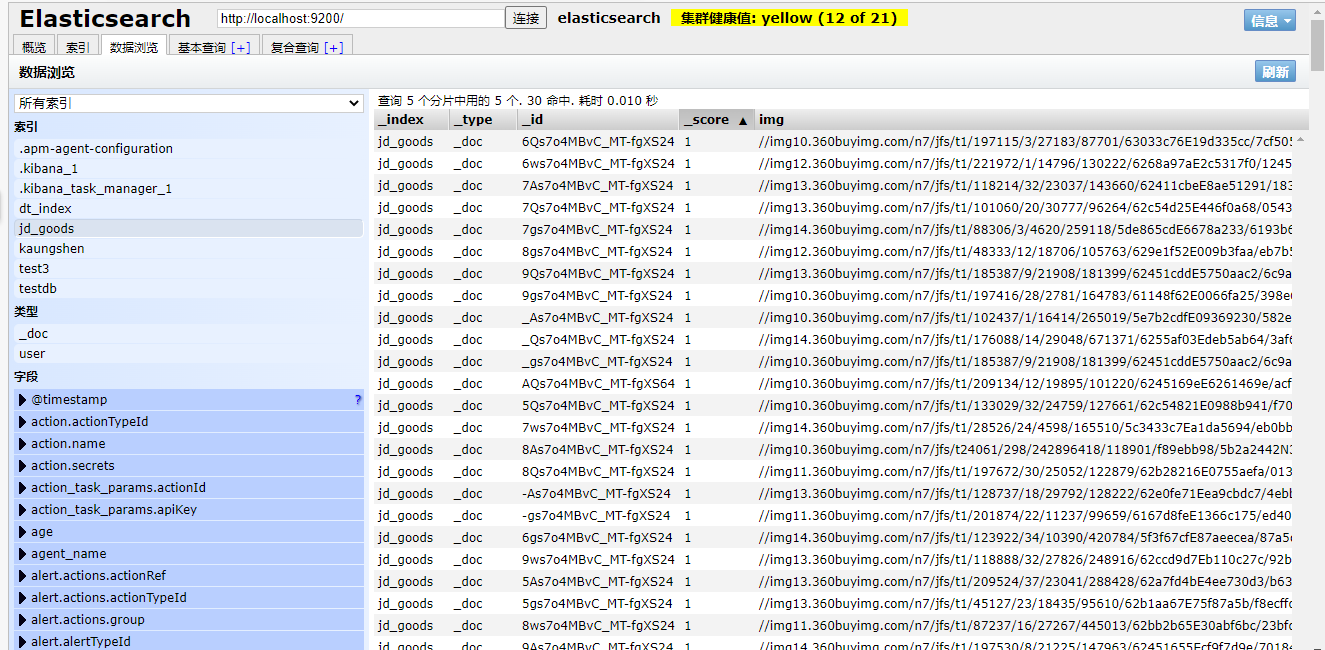 Elasticsearch http://localhost:9200/ 连接 elasticsearch 集群健康值: yellow (12 of 21) 信息
概览 索引 数据浏览 基本查询 [+] 复合查询 [+]
数据浏览 刷新
所有索引
索引
.apm-agent-configuration
.kibana_1
.kibana_task_manager_1
dt_index
jd_goods
kaungshen
test3
testdb
类型
_doc
user
字段
@timestamp ?
action.actionTypeId
action.name
action.secrets
action_task_params.actionId
action_task_params.apiKey
age
agent_name
alert.actions.actionRef
alert.actions.actionTypeId
alert.actions.group
alert.alertTypeId
查询 5 个分片中用的 5 个. 30 命中. 耗时 0.010 秒
_index _type _id _score ▲ img
jd_goods _doc 6Qs7o4MBvC_MT-fgXS24 1 //img10.360buyimg.com/n7/jfs/t1/197115/3/27183/87701/63033c76E19d335cc/7cf505
jd_goods _doc 6ws7o4MBvC_MT-fgXS24 1 //img12.360buyimg.com/n7/jfs/t1/221972/1/14796/130222/6268a97aE2c5317f0/1245
jd_goods _doc 7As7o4MBvC_MT-fgXS24 1 //img13.360buyimg.com/n7/jfs/t1/118214/32/23037/143660/62411cbeE8ae51291/183
jd_goods _doc 7Qs7o4MBvC_MT-fgXS24 1 //img13.360buyimg.com/n7/jfs/t1/101060/20/30777/96264/62c54d25E446f0a68/0543
jd_goods _doc 7gs7o4MBvC_MT-fgXS24 1 //img14.360buyimg.com/n7/jfs/t1/88306/3/4620/259118/5de865cdE6678a233/6193b6
jd_goods _doc 8gs7o4MBvC_MT-fgXS24 1 //img12.360buyimg.com/n7/jfs/t1/48333/12/18706/105763/629e1f52E009b3faa/eb7b5
jd_goods _doc 9Qs7o4MBvC_MT-fgXS24 1 //img13.360buyimg.com/n7/jfs/t1/185387/9/21908/181399/62451cddE5750aac2/6c9a
jd_goods _doc 9gs7o4MBvC_MT-fgXS24 1 //img10.360buyimg.com/n7/jfs/t1/197416/28/2781/164783/61148f62E0066fa25/398e
jd_goods _doc _As7o4MBvC_MT-fgXS24 1 //img10.360buyimg.com/n7/jfs/t1/102437/1/16414/265019/5e7b2cdfE09369230/582e
jd_goods _doc _Qs7o4MBvC_MT-fgXS24 1 //img14.360buyimg.com/n7/jfs/t1/176088/14/29048/671371/6255af03Edeb5ab64/3af6
jd_goods _doc _gs7o4MBvC_MT-fgXS24 1 //img10.360buyimg.com/n7/jfs/t1/185387/9/21908/181399/62451cddE5750aac2/6c9a
jd_goods _doc AQs7o4MBvC_MT-fgXS64 1 //img10.360buyimg.com/n7/jfs/t1/209134/12/19895/101220/6245169eE6261469e/acf
jd_goods _doc 5Qs7o4MBvC_MT-fgXS24 1 //img10.360buyimg.com/n7/jfs/t1/133029/32/24759/127661/62c54821E0988b941/f70
jd_goods _doc 7ws7o4MBvC_MT-fgXS24 1 //img14.360buyimg.com/n7/jfs/t1/28526/24/4598/165510/5c3433c7Ea1da5694/eb0bb
jd_goods _doc 8As7o4MBvC_MT-fgXS24 1 //img10.360buyimg.com/n7/jfs/t24061/298/242896418/118901/f89ebb98/5b2a2442N
jd_goods _doc 8Qs7o4MBvC_MT-fgXS24 1 //img11.360buyimg.com/n7/jfs/t1/197672/30/25052/122879/62b28216E0755aefa/013
jd_goods _doc -As7o4MBvC_MT-fgXS24 1 //img13.360buyimg.com/n7/jfs/t1/128737/18/29792/128222/62e0fe71Eea9cbdc7/4ebb
jd_goods _doc -gs7o4MBvC_MT-fgXS24 1 //img11.360buyimg.com/n7/jfs/t1/201874/22/11237/99659/6167d8feE1366c175/ed40
jd_goods _doc 6gs7o4MBvC_MT-fgXS24 1 //img14.360buyimg.com/n7/jfs/t1/123922/34/10390/420784/5f3f67cfE87aeecea/87a5
jd_goods _doc 9ws7o4MBvC_MT-fgXS24 1 //img13.360buyimg.com/n7/jfs/t1/118888/32/27826/248916/62ccd9d7Eb110c27c/92b
jd_goods _doc 5As7o4MBvC_MT-fgXS24 1 //img13.360buyimg.com/n7/jfs/t1/209524/37/23041/288428/62a7fd4bE4ee730d3/b63
jd_goods _doc 5gs7o4MBvC_MT-fgXS24 1 //img13.360buyimg.com/n7/jfs/t1/45127/23/18435/95610/62b1aa67E75f87a5b/f8ecff
jd_goods _doc 8ws7o4MBvC_MT-fgXS24 1 //img11.360buyimg.com/n7/jfs/t1/87237/16/27267/445013/62bb2b65E30abf6bc/23bf
jd_goods _doc 9As7o4MBvC_MT-fgXS24 1 //img14.360buyimg.com/n7/jfs/t1/197530/8/21225/147963/62451655Ecf9f7d9e/7018